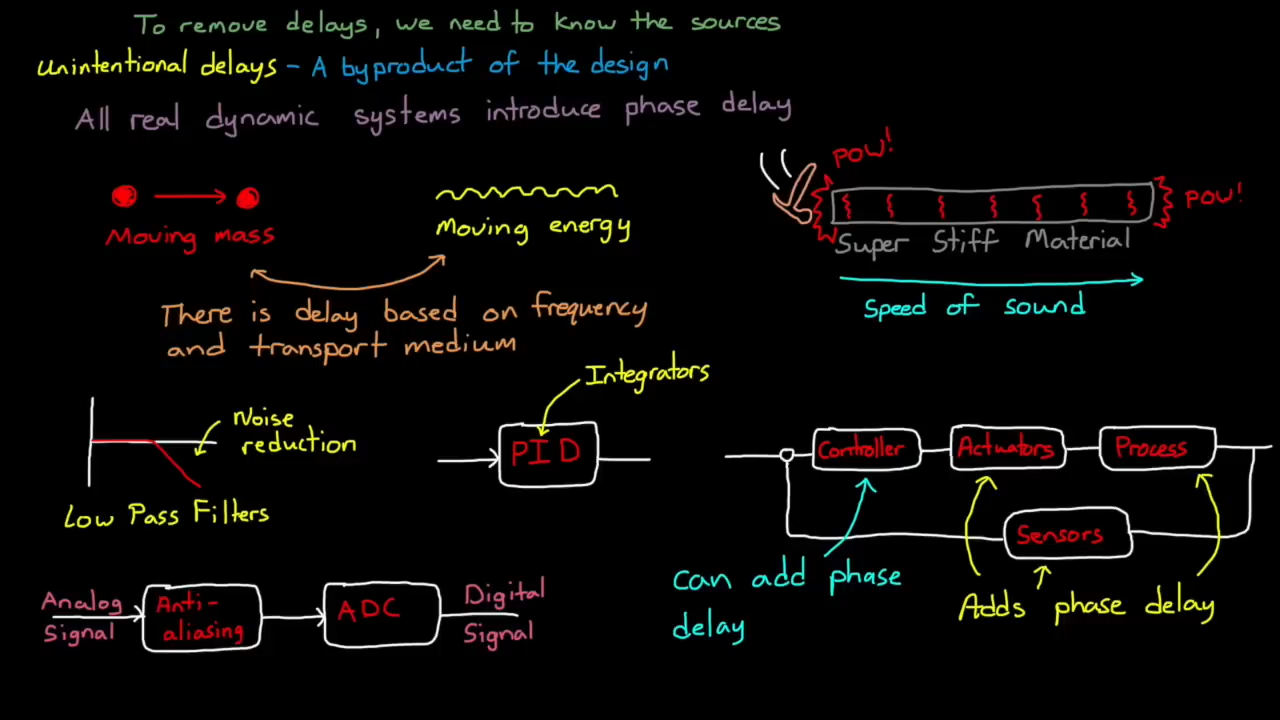 To remove delays, we need to know the sources
Unintentional delays - A byproduct of the design
All real dynamic systems introduce phase delay
POW!
POW!
Moving mass
Moving energy
Super Stiff Material
Speed of sound
There is delay based on frequency
and transport medium
Integrators
Noise
reduction
PID
Low Pass Filters
Controller
Actuators
Process
Sensors
can add phase
delay
Adds phase delay
Analog
Signal
Anti-
aliasing
ADC
Digital
Signal